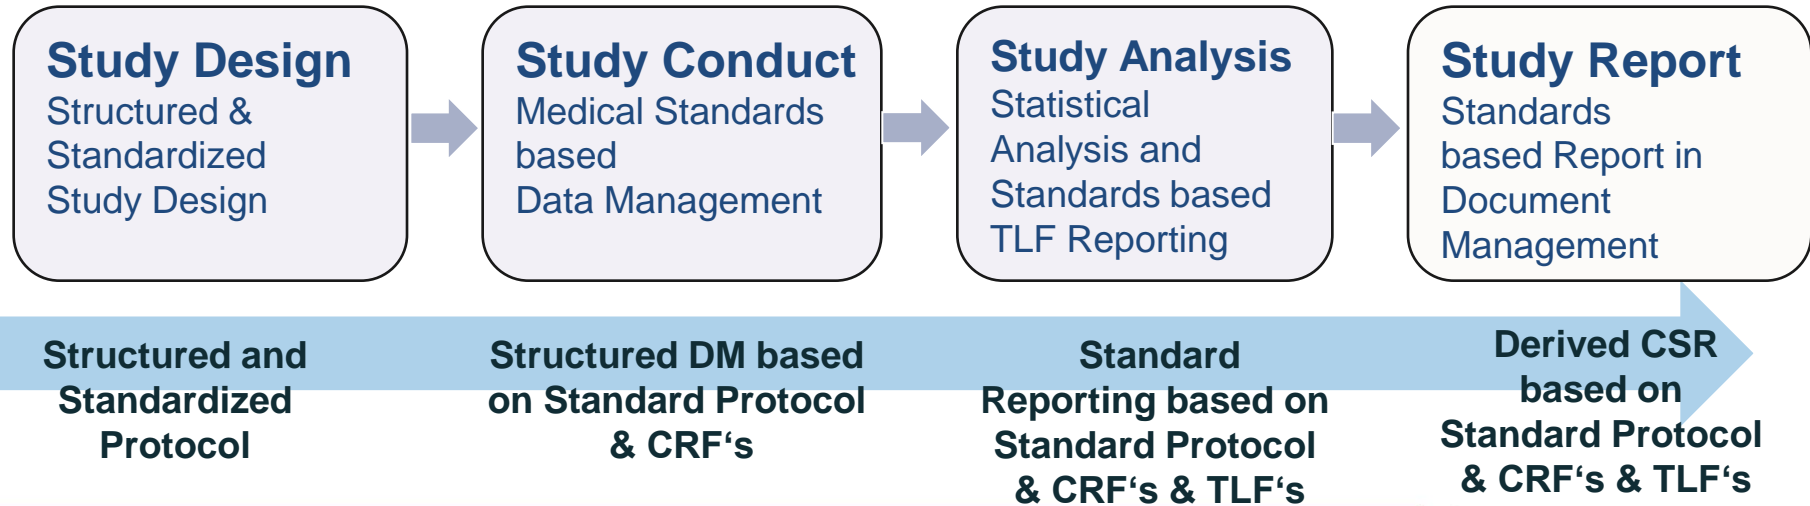 Study Design
Structured &
Standardized
Study Design
Study Conduct
Medical Standards
based
Data Management
Study Analysis
Statistical
Analysis and
Standards based
TLF Reporting
Study Report
Standards
based Report in
Document
Management
Structured and
Standardized
Protocol
Structured DM based
on Standard Protocol
& CRF‘s
Standard
Reporting based on
Standard Protocol
& CRF‘s & TLF‘s
Derived CSR
based on
Standard Protocol
& CRF‘s & TLF‘s